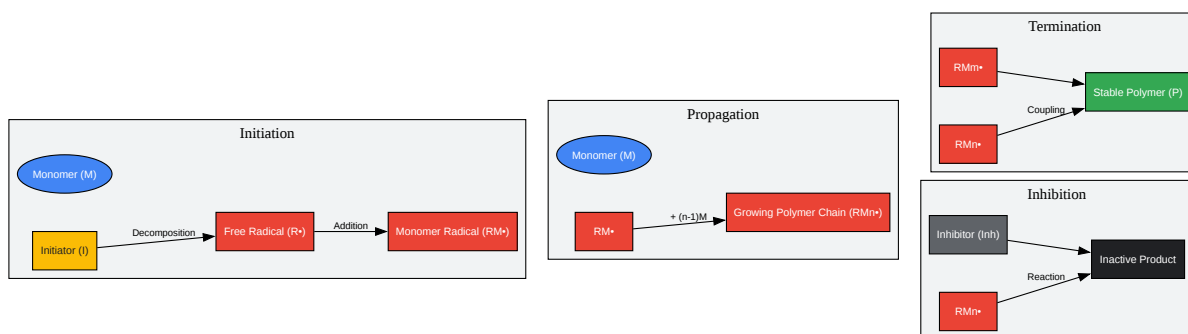 Initiation
Monomer (M)
Initiator (I)
Decomposition
Free Radical (R•)
Addition
Monomer Radical (RM•)
Propagation
Monomer (M)
RM•
+ (n-1)M
Growing Polymer Chain (RMn•)
Termination
RMm•
Coupling
RMn•
Stable Polymer (P)
Inhibition
Inhibitor (Inh)
Reaction
RMn•
Inactive Product